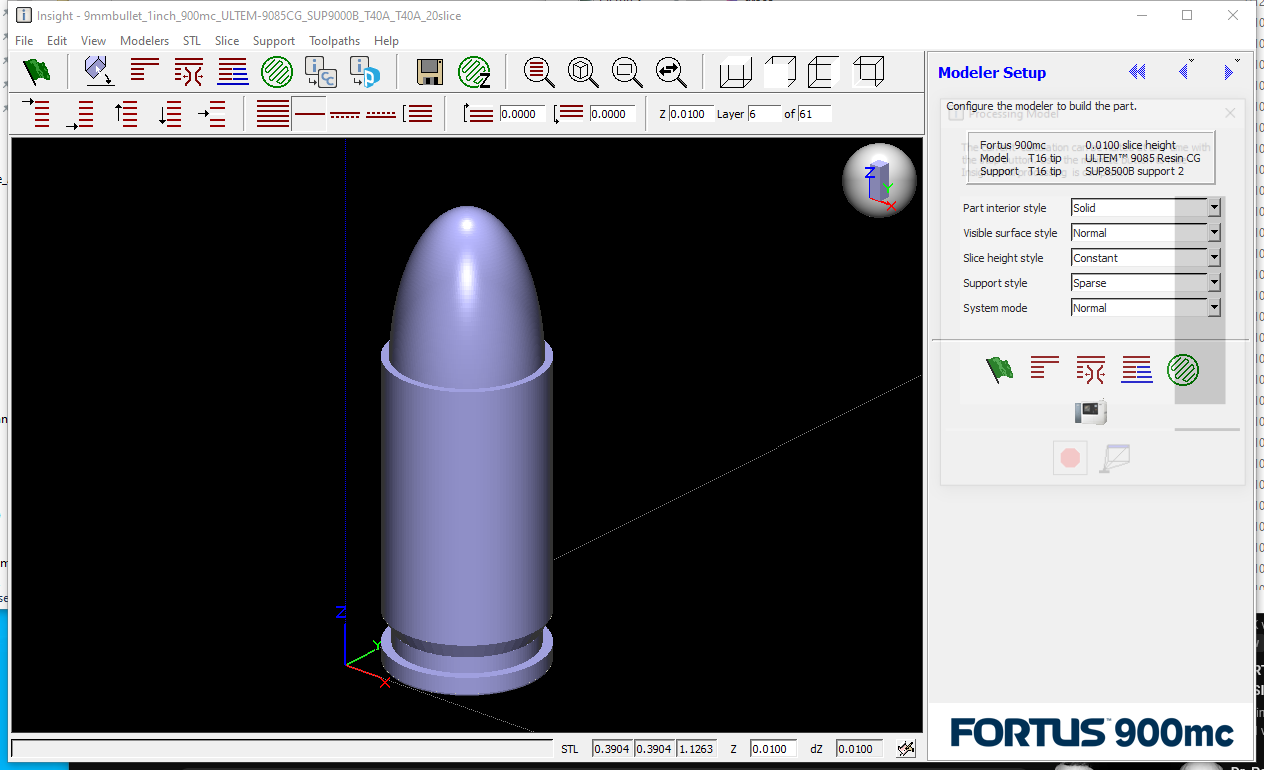 Insight - 9mmbullet_1inch_900mc_ULTEM-9085CG_SUP9000B_T40A_T40A_20slice
File Edit View Modelers STL Slice Support Toolpaths Help
0.0000 0.0000 Z 0.0100 Layer 6 of 61
Z
Y
X
Z
Y
X
STL 0.3904 0.3904 1.1263 Z 0.0100 dZ 0.0100
Modeler Setup
Configure the modeler to build the part.
Processing Model
Fortus 900mc 0.0100 slice height
Model T16 tip ULTEM™ 9085 Resin CG
Support T16 tip SUP8500B support 2
Part interior style Solid
Visible surface style Normal
Slice height style Constant
Support style Sparse
System mode Normal
FORTUS™ 900mc